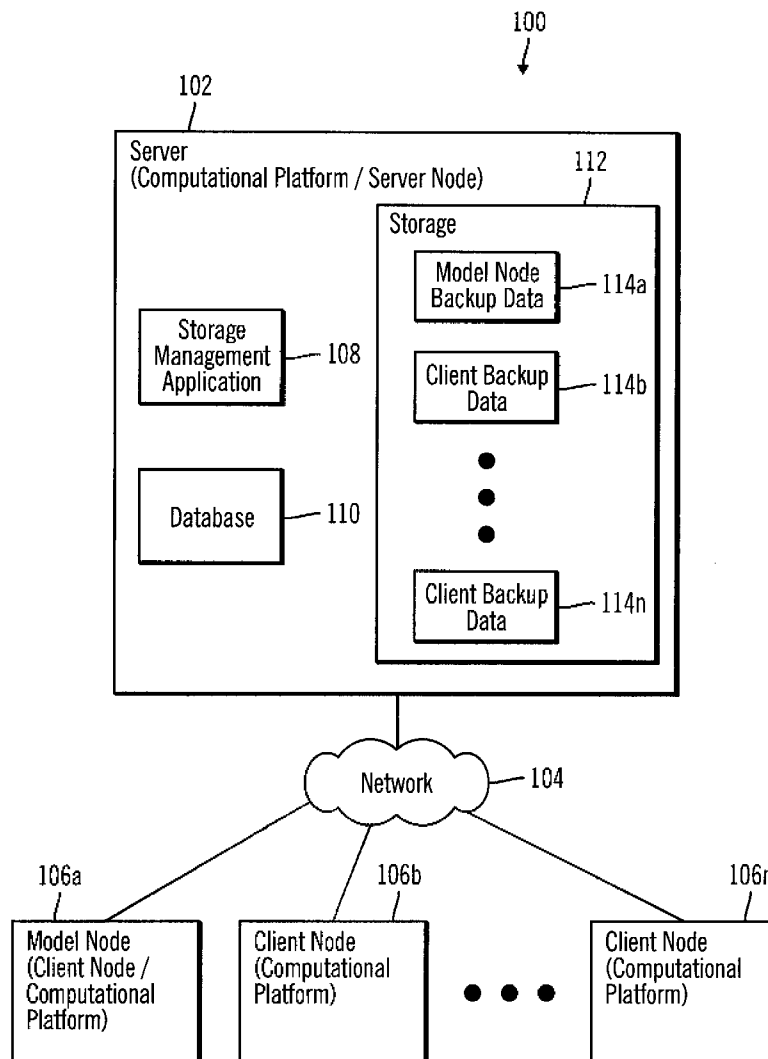 100
102
Server
(Computational Platform / Server Node)
112
Storage
Model Node
Backup Data
114a
Storage
Management
Application
108
Client Backup
Data
114b
Database
110
Client Backup
Data
114n
Network
104
106a
106b
106n
Model Node
(Client Node /
Computational
Platform)
Client Node
(Computational
Platform)
Client Node
(Computational
Platform)